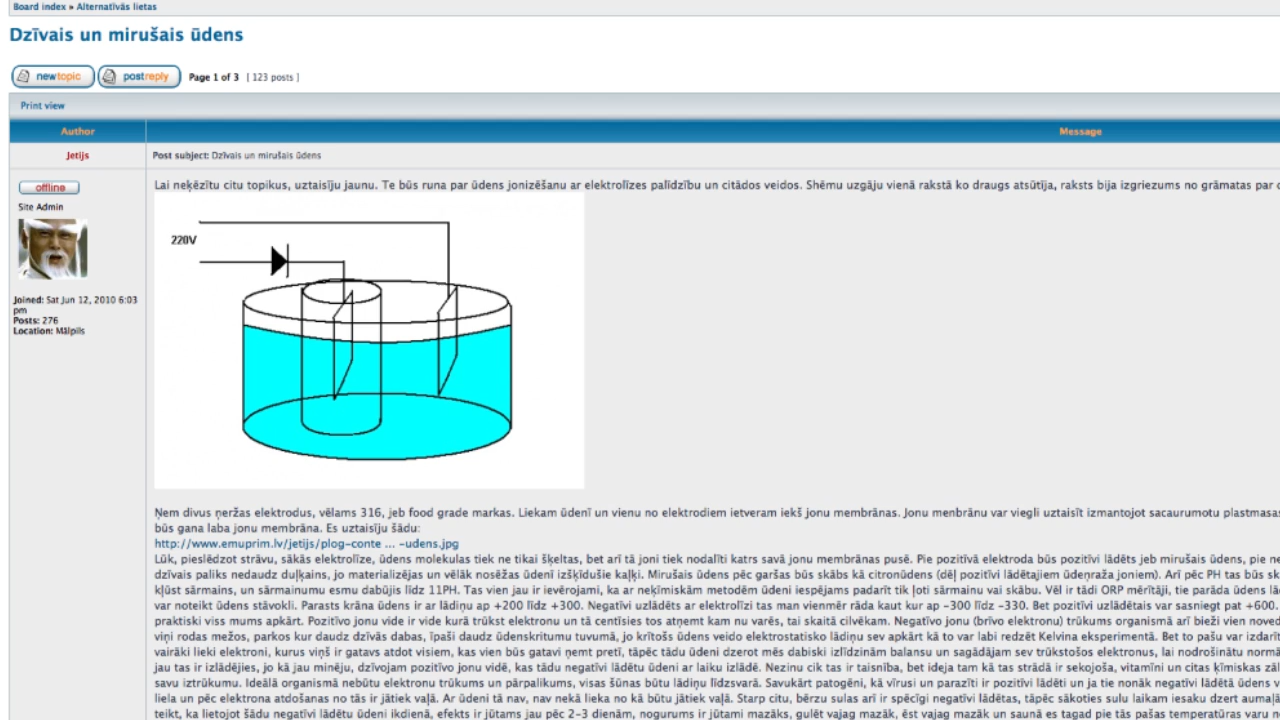 Board index » Alternatīvās lietas
Dzīvais un mirušais ūdens
newtopic postreply Page 1 of 3 [ 123 posts ]
Print view
Author Message
Jetijs Post subject: Dzīvais un mirušais ūdens
offline
Site Admin
Joined: Sat Jun 12, 2010 6:03
pm
Posts: 276
Location: Mālpils
Lai neķēzītu citu topikus, uztaisīju jaunu. Te būs runa par ūdens jonizēšanu ar elektrolīzes palīdzību un citādos veidos. Shēmu uzgāju vienā rakstā ko draugs atsūtīja, raksts bija izgriezums no grāmatas par
220V
Ņem divus ņeržas elektrodus, vēlams 316, jeb food grade markas. Liekam ūdenī un vienu no elektrodiem ietveram iekš jonu membrānas. Jonu menbrānu var viegli uztaisīt izmantojot sacaurumotu plastmasas
būs gana laba jonu membrāna. Es uztaisīju šādu:
http://www.emuprim.lv/jetijs/plog-conte ... -udens.jpg
Lūk, pieslēdzot strāvu, sākās elektrolīze, ūdens molekulas tiek ne tikai šķeltas, bet arī tā joni tiek nodalīti katrs savā jonu membrānas pusē. Pie pozitīvā elektroda būs pozitīvi lādēts jeb mirušais ūdens, pie
dzīvais paliks nedaudz duļķains, jo materializējas un vēlāk nosēžas ūdenī izšķīdušie kaļķi. Mirušais ūdens pēc garšas būs skābs kā citronūdens (dēļ pozitīvi lādētajiem ūdeņraža joniem). Arī pēc PH tas būs
kļūst sārmains, un sārmainumu esmu dabūjis līdz 11PH. Tas vien jau ir ievērojami, ka ar neķīmiskām metodēm ūdeni iespējams padarīt tik ļoti sārmainu vai skābu. Vēl ir tādi ORP mērītāji, tie parāda ūdens
var noteikt ūdens stāvokli. Parasts krāna ūdens ir ar lādiņu ap +200 līdz +300. Negatīvi uzlādēts ar elektrolīzi tas man vienmēr rāda kaut kur ap -300 līdz -330. Bet pozitīvi uzlādētais var sasniegt pat +600.
praktiski viss mums apkārt. Pozitīvo jonu vide ir vide kurā trūkst elektronu un tā centīsies tos atņemt kam nu varēs, tai skaitā cilvēkam. Negatīvo jonu (brīvo elektronu) trūkums organismā arī bieži vien
viņi rodas mežos, parkos kur daudz dzīvās dabas, īpaši daudz ūdenskritumu tuvumā, jo krītošs ūdens veido elektrostatisko lādiņu sev apkārt kā to var labi redzēt Kelvina eksperimentā. Bet to pašu var
vairāki lieki elektroni, kurus viņš ir gatavs atdot visiem, kas vien būs gatavi ņemt pretī, tāpēc tādu ūdeni dzerot mēs dabiski izlīdzinām balansu un sagādājam sev trūkstošos elektronus, lai nodrošinātu
jau tas ir izlādējies, jo kā jau minēju, dzīvojam pozitīvo jonu vidē, kas tādu negatīvi lādētu ūdeni ar laiku izlādē. Nezinu cik tas ir taisnība, bet ideja tam kā tas strādā ir sekojoša, vitamīni un citas ķīmiskas
savu iztrūkumu. Ideālā organismā nebūtu elektronu trūkums un pārpalikums, visas šūnas būtu lādiņu līdzsvarā. Savukārt patogēni, kā vīrusi un parazīti ir pozitīvi lādēti un ja tie nonāk negatīvi lādētā ūdens
liela un pēc elektrona atdošanas no tās ir jātiek vaļā. Ar ūdeni tā nav, nav nekā lieka no kā būtu jātiek vaļā. Starp citu, bērzu sulas arī ir spēcīgi negatīvi lādētas, tāpēc sākoties sulu laikam iesaku dzert
teikt, ka lietojot šādu negatīvi lādētu ūdeni ikdienā, efekts ir jūtams jau pēc 2-3 dienām, nogurums ir jūtami mazāks, gulēt vajag mazāk, ēst vajag mazāk un saunā es tagad pie tās pašas temperatūras varu